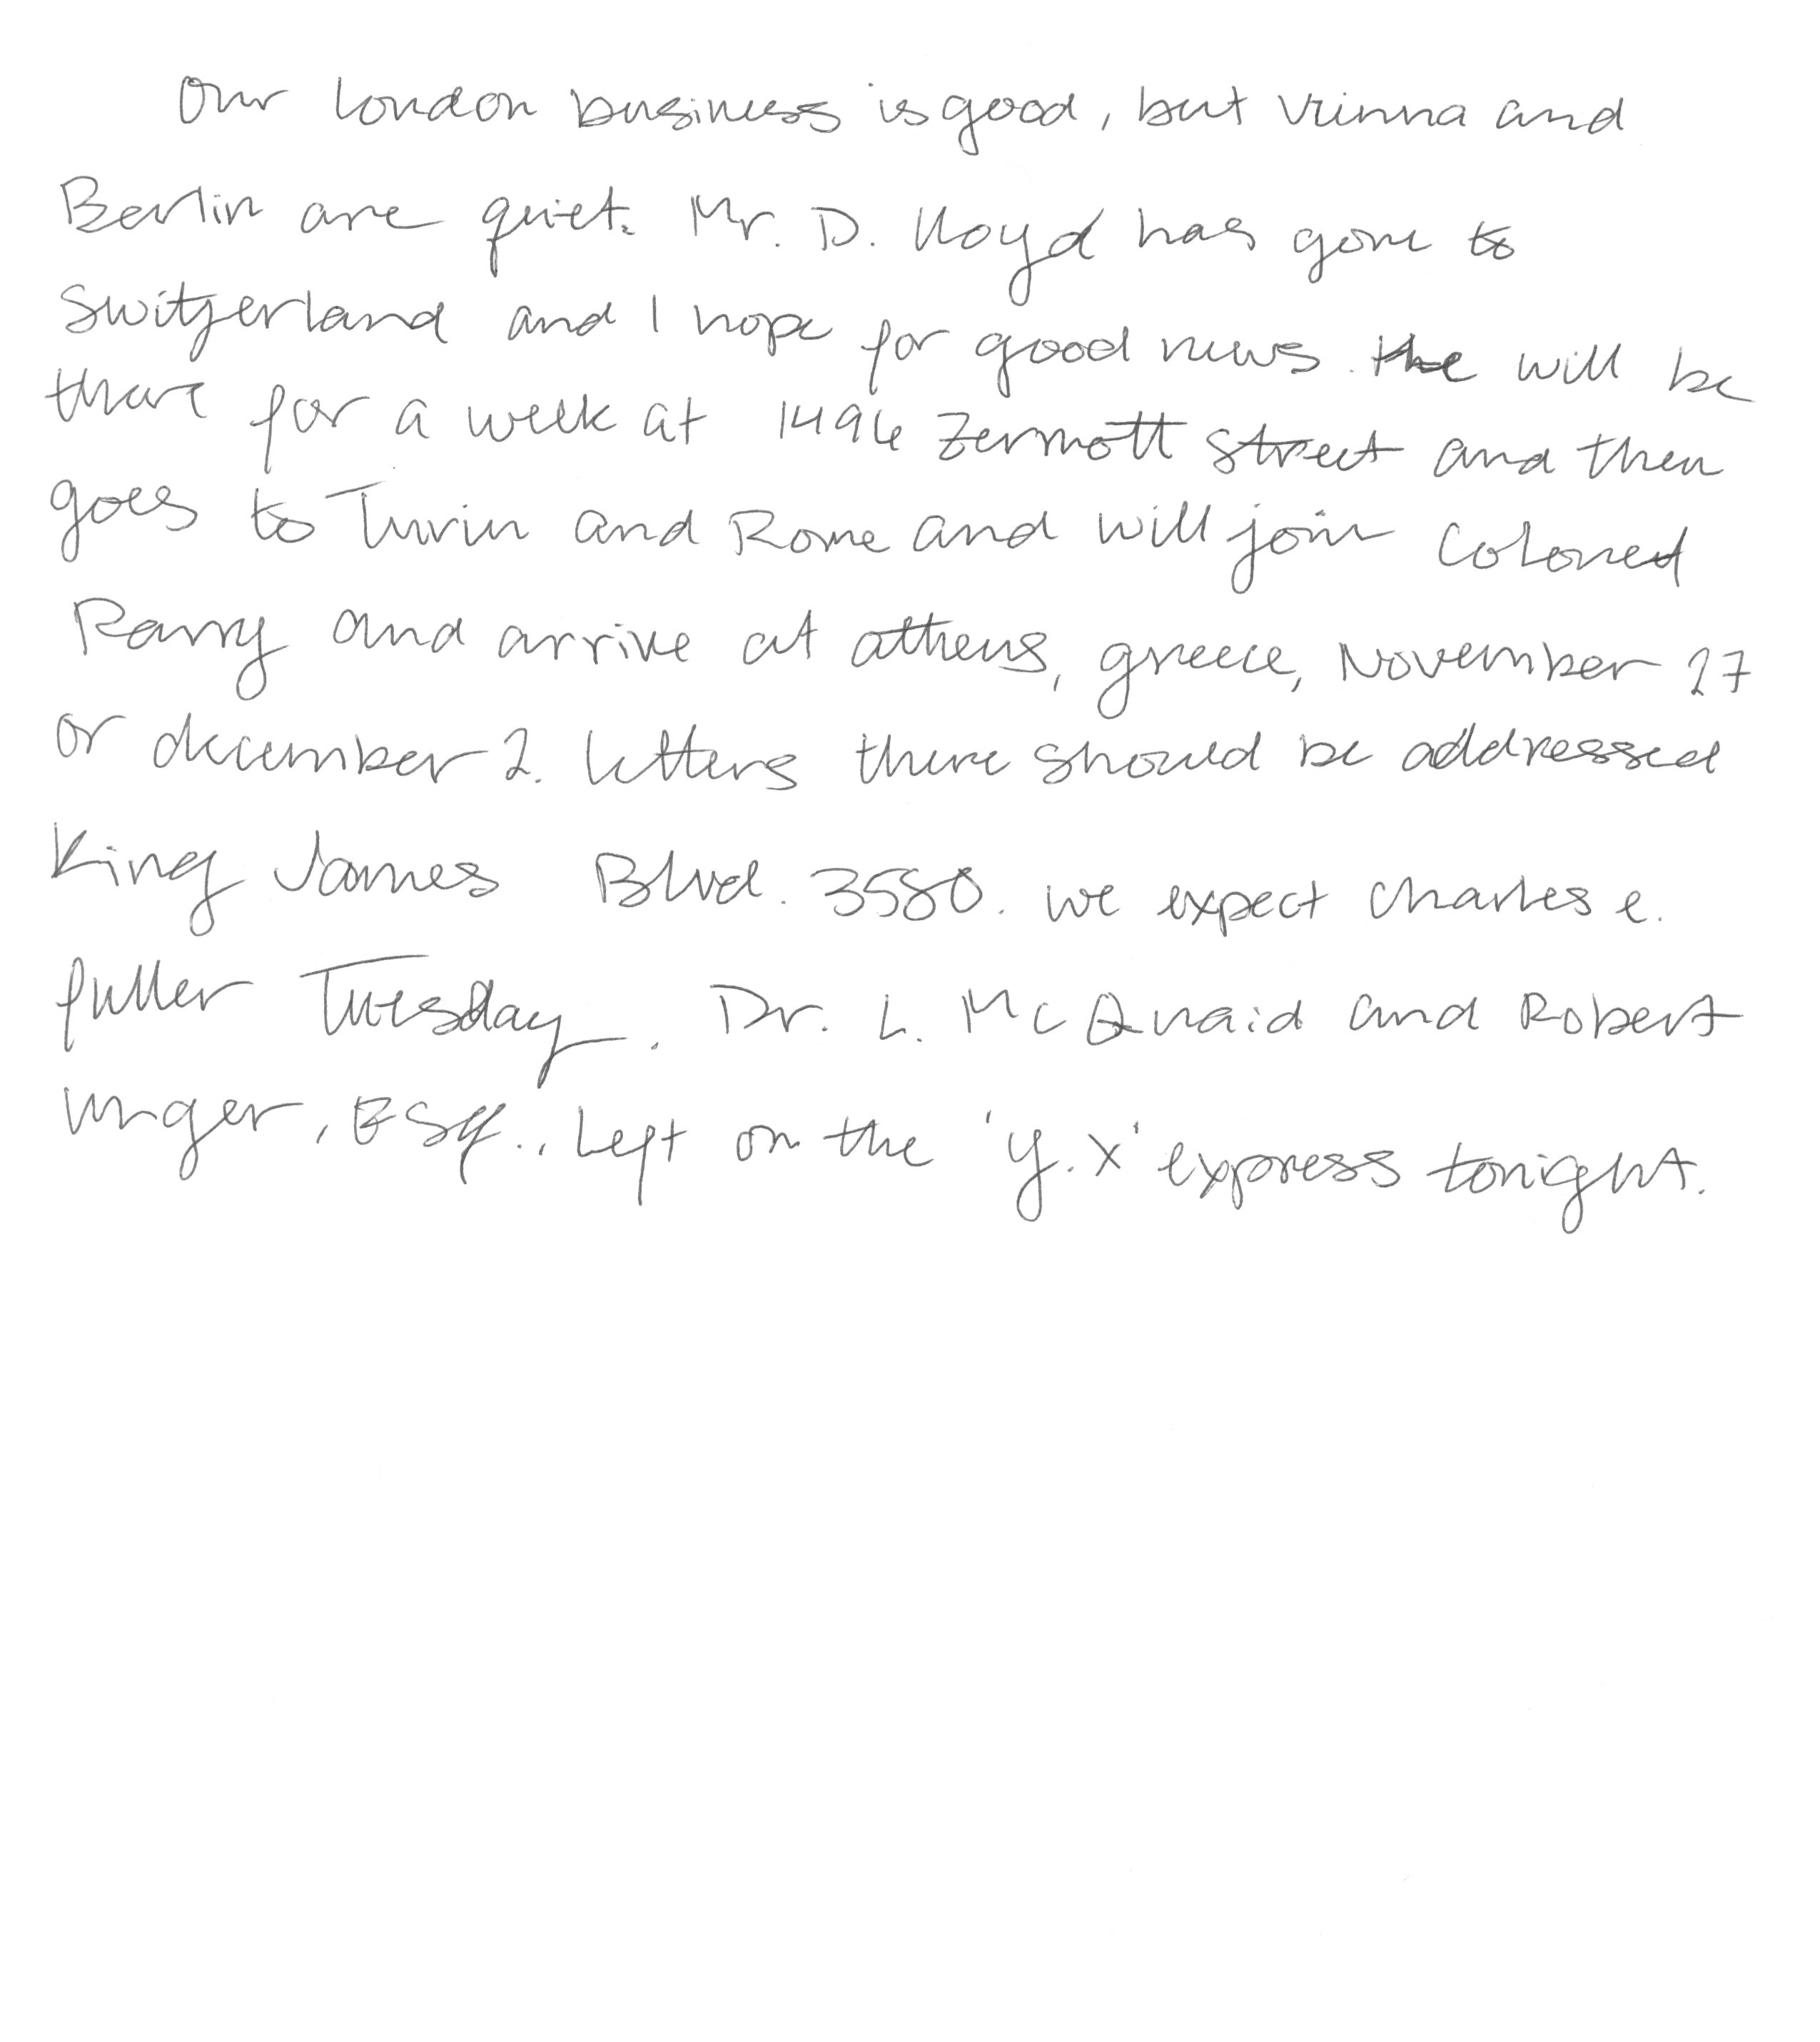 Our london business is good, but vienna and
Berlin are quiet. Mr. D. lloyd has gone to
switzerland and I hope for good news. He will be
there for a week at 1496 zermott street and then
goes to Turin and Rome and will join Colonel
Parry and arrive at athens, greece, November 27
or december 2. letters there should be addressed
King James Blvd. 3580. we expect charles e.
fuller Tuesday. Dr. L. McQuaid and Robert
unger, Esq., left on the 'y.x' express tonight.